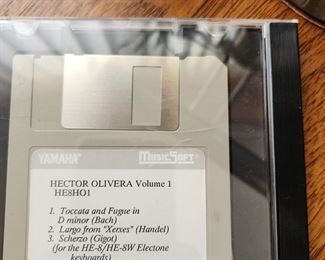 YAMAHA MUSICSOFT
HECTOR OLIVERA Volume 1
HE8HO1
1. Toccata and Fugue in
D minor (Bach)
2. Largo from "Xerxes" (Handel)
3. Scherzo (Gigot)
(for the HE-8/HE-8W Electone
keyboards)